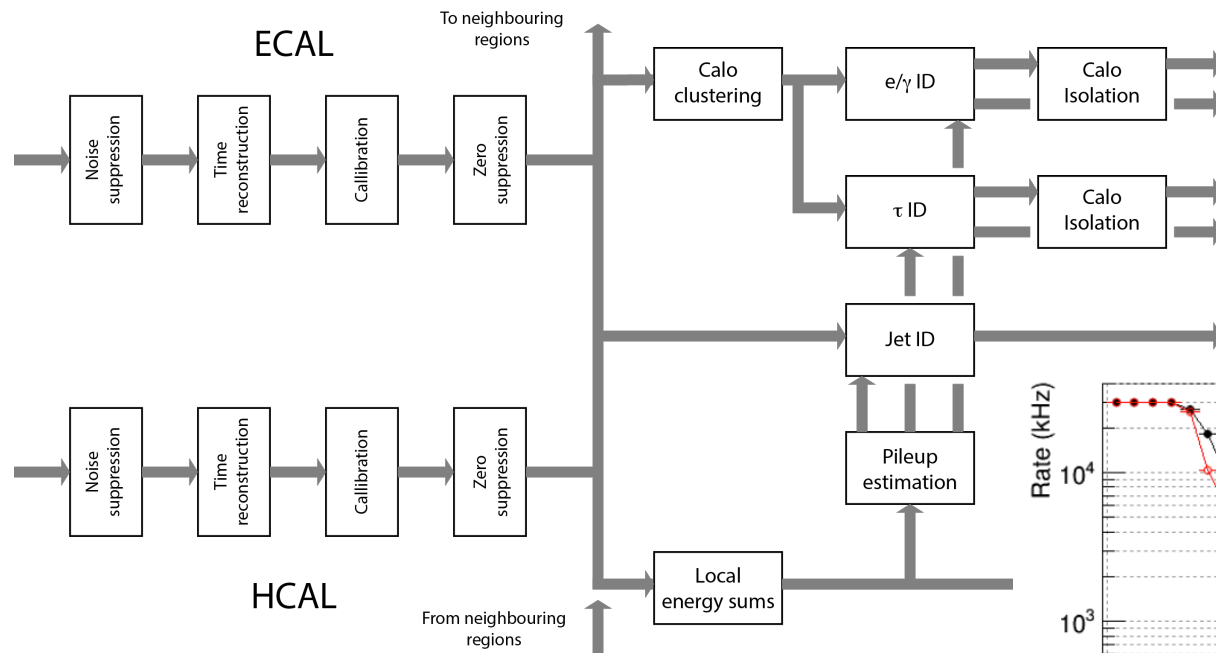 To neighbouring
regions
ECAL
Noise
suppression
Time
reconstruction
Callibration
Zero
suppression
Calo
clustering
e/γ ID
Calo
Isolation
τ ID
Calo
Isolation
Jet ID
Noise
suppression
Time
reconstruction
Callibration
Zero
suppression
Pileup
estimation
HCAL
Local
energy sums
From neighbouring
regions
Rate (kHz)
10⁴
10³